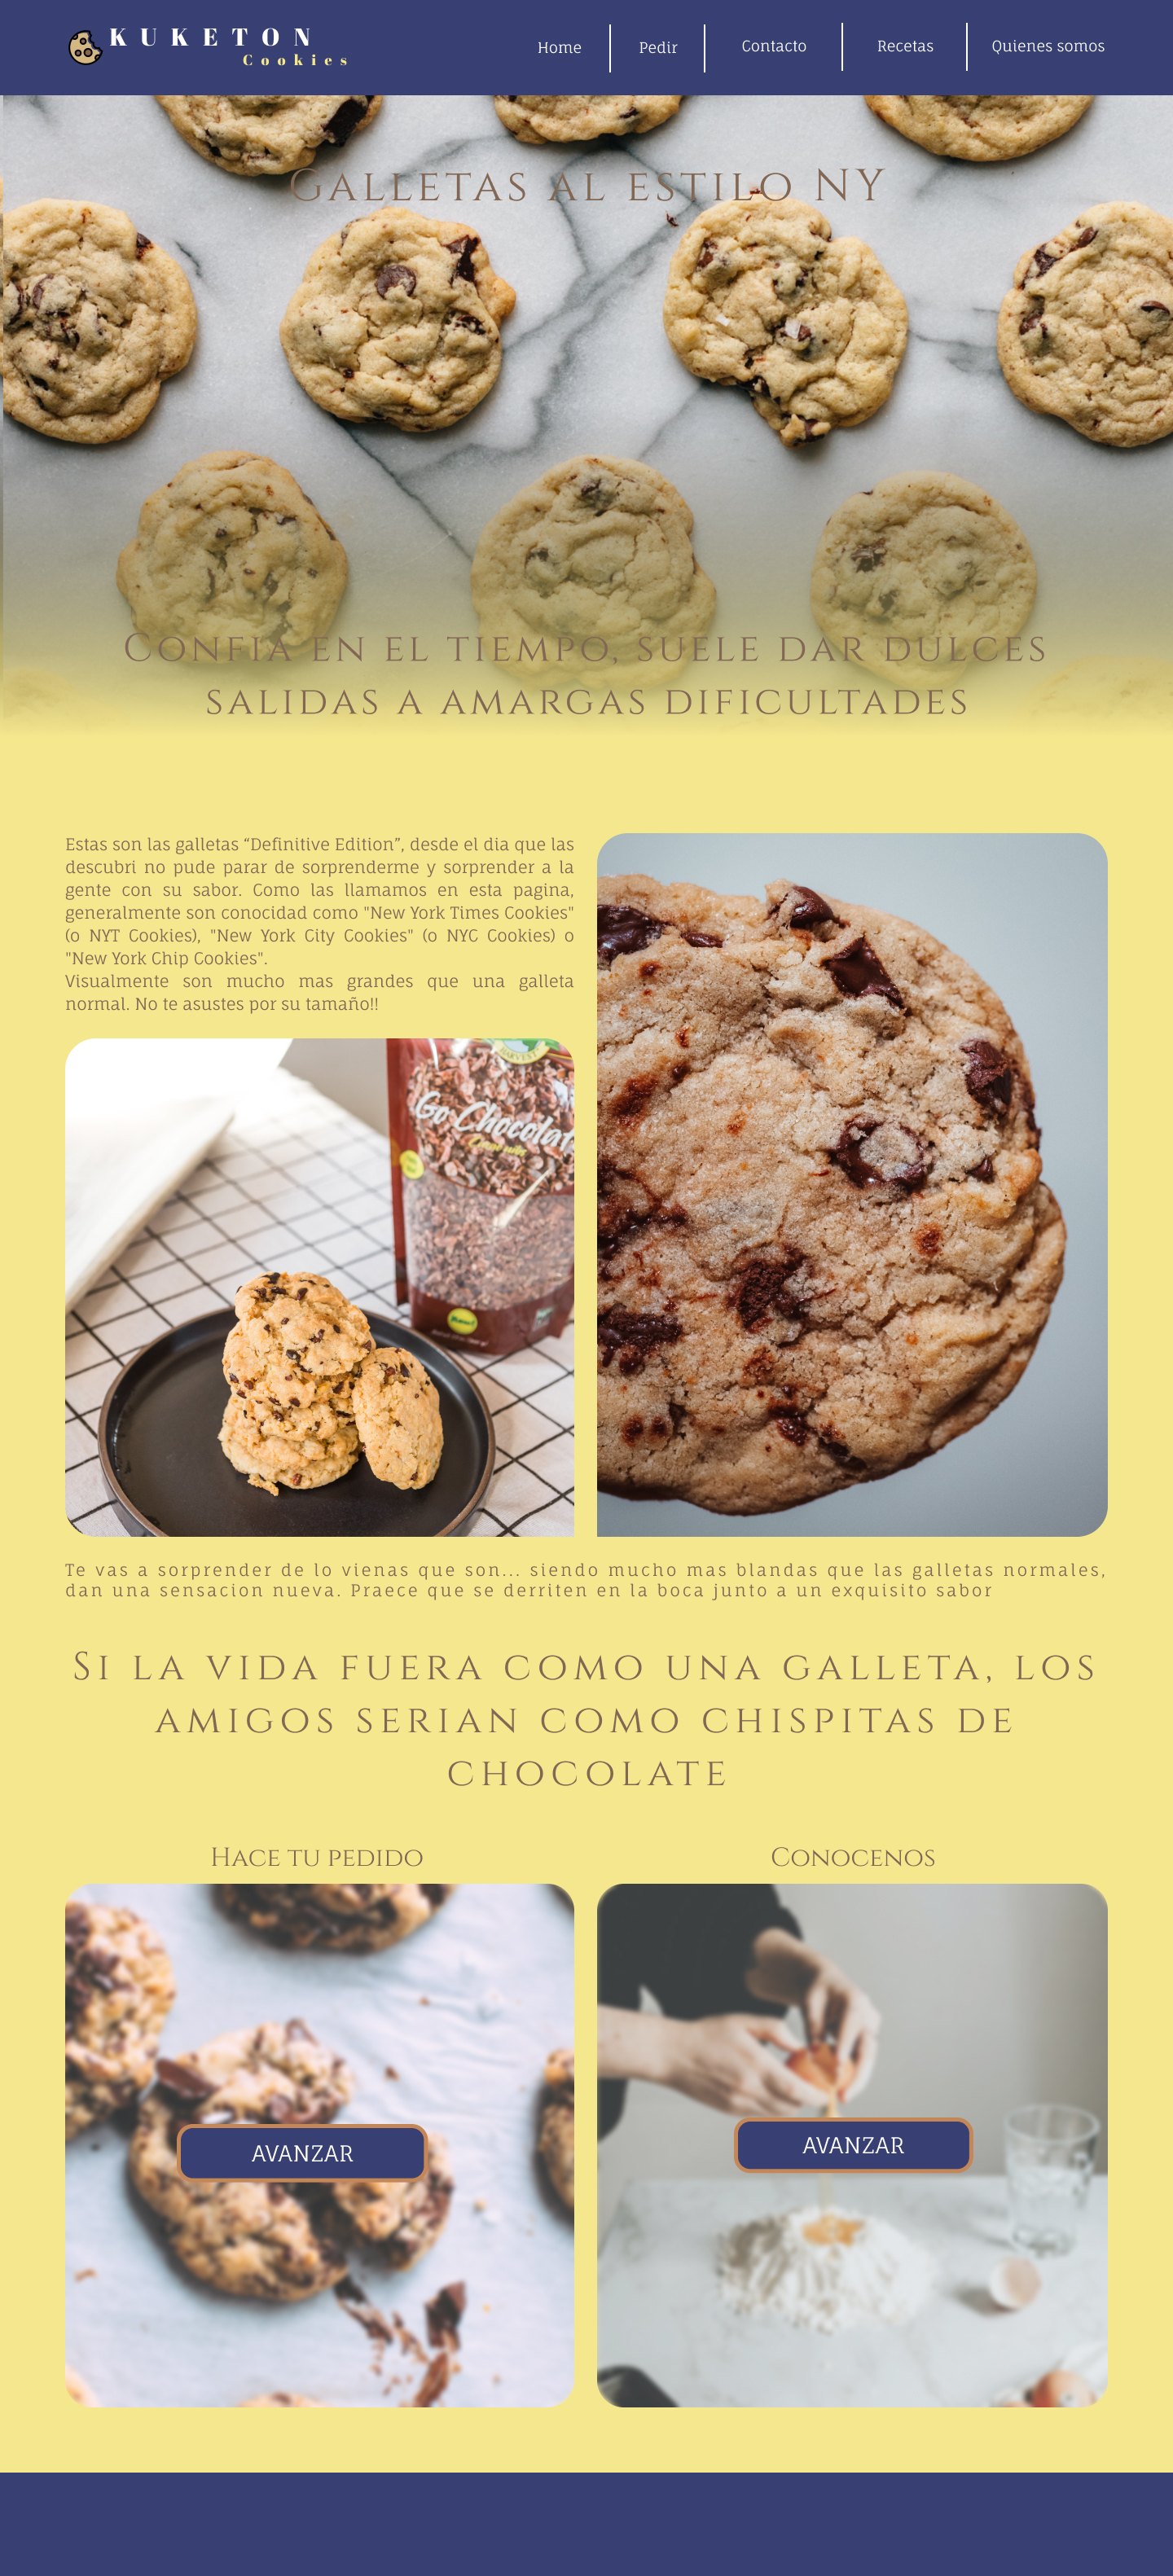 KUKETON
Cookies
Home
Pedir
Contacto
Recetas
Quienes somos
Galletas al estilo NY
Confia en el tiempo, suele dar dulces
salidas a amargas dificultades
Estas son las galletas “Definitive Edition”, desde el dia que las
descubri no pude parar de sorprenderme y sorprender a la
gente con su sabor. Como las llamamos en esta pagina,
generalmente son conocidad como "New York Times Cookies"
(o NYT Cookies), "New York City Cookies" (o NYC Cookies) o
"New York Chip Cookies".
Visualmente son mucho mas grandes que una galleta
normal. No te asustes por su tamaño!!
HARVEST
Go Chocolat
Te vas a sorprender de lo vienas que son... siendo mucho mas blandas que las galletas normales,
dan una sensacion nueva. Praece que se derriten en la boca junto a un exquisito sabor
Si la vida fuera como una galleta, los
amigos serian como chispitas de
chocolate
Hace tu pedido
Conocenos
AVANZAR
AVANZAR